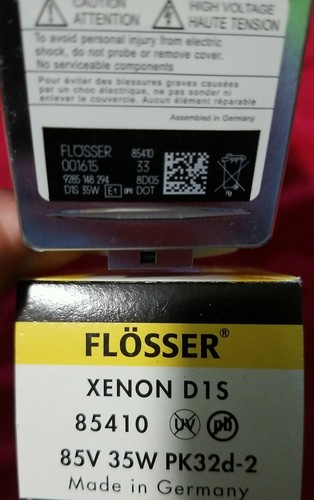 CAUTION
ATTENTION
HIGH VOLTAGE
HAUTE TENSION
To avoid personal injury from electric
shock, do not probe or remove cover.
No serviceable components
Pour éviter des blessures graves causées
par un choc électrique, ne pas sonder ni
enlever le couvercle. Aucun élément réparable
Assembled in Germany
FLÖSSER 85410
001615 33
9285 148 294 8D05
D1S 35W E1 DOT
Hg
FLÖSSER®
XENON D1S
85410 UV pb
85V 35W PK32d-2
Made in Germany